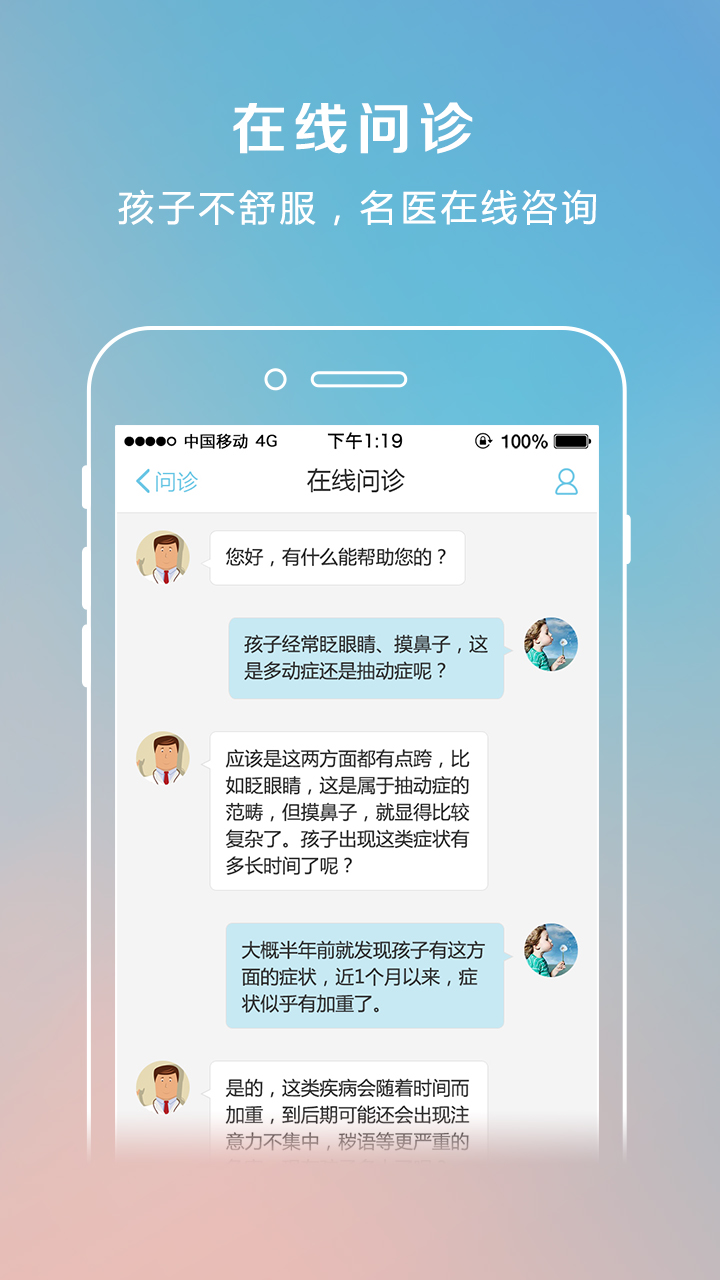 在线问诊
孩子不舒服，名医在线咨询
中国移动 4G 下午1:19 100%
问诊 在线问诊
您好，有什么能帮助您的？
孩子经常眨眼睛、摸鼻子，这
是多动症还是抽动症呢？
应该是这两方面都有点跨，比
如眨眼睛，这是属于抽动症的
范畴，但摸鼻子，就显得比较
复杂了。孩子出现这类症状有
多长时间了呢？
大概半年前就发现孩子有这方
面的症状，近1个月以来，症
状似乎有加重了。
是的，这类疾病会随着时间而
加重，到后期可能还会出现注
意力不集中，秽语等更严重的